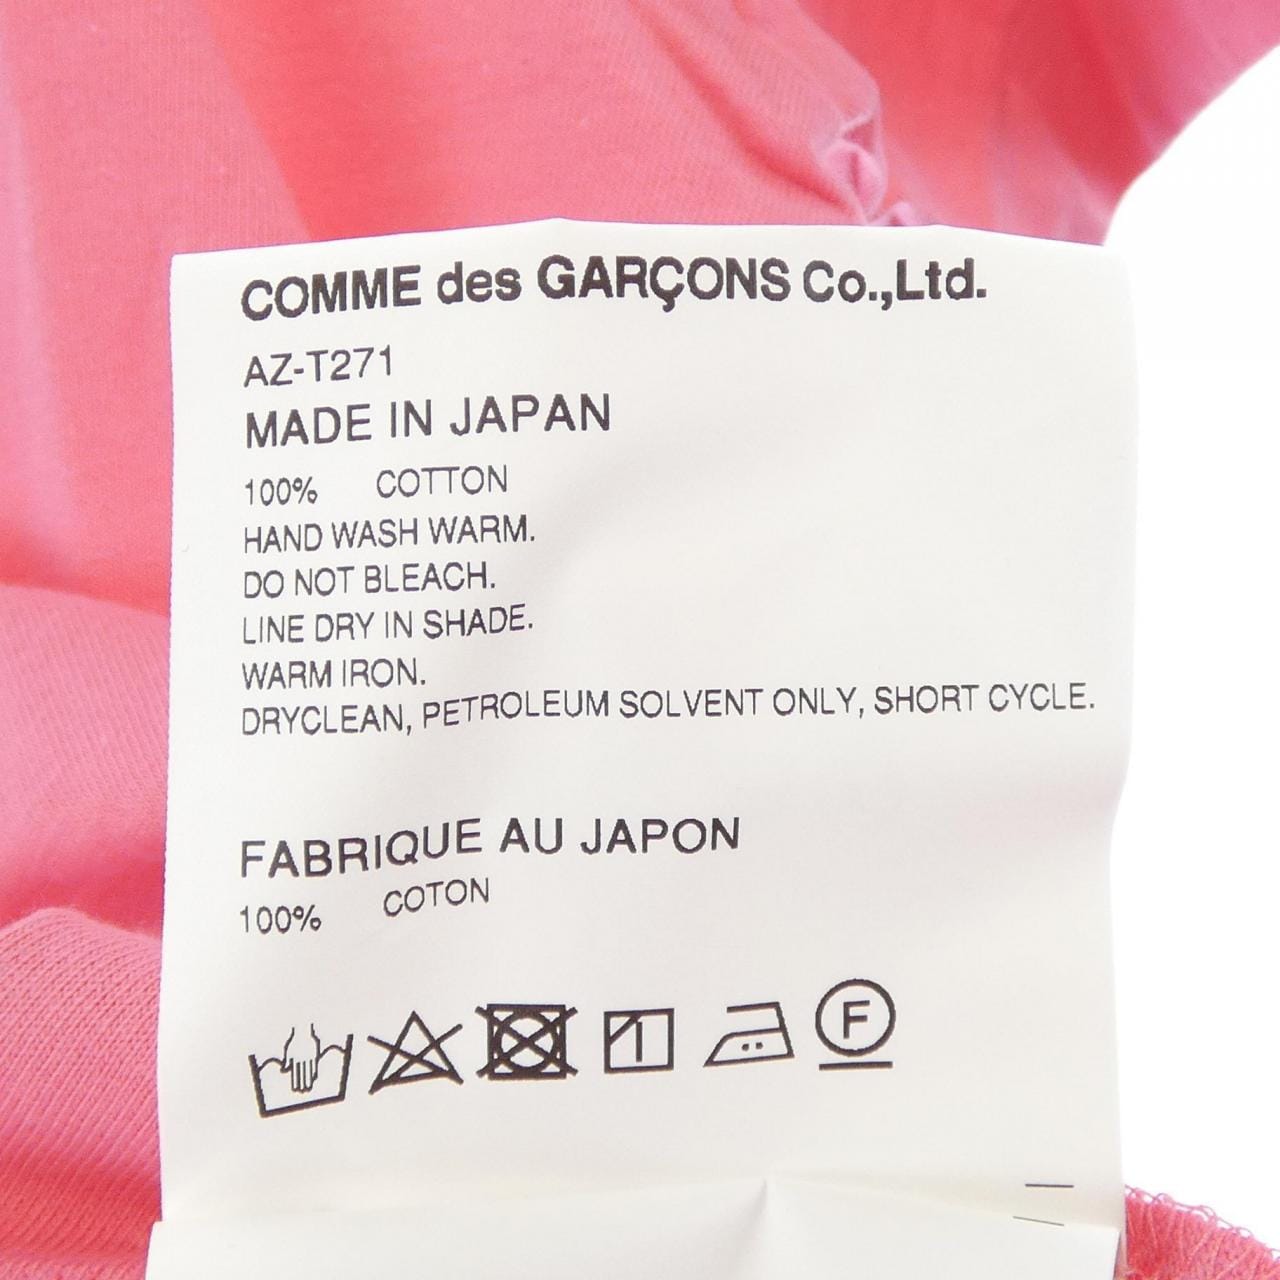 COMME des GARÇONS Co.,Ltd.
AZ-T271
MADE IN JAPAN
100% COTTON
HAND WASH WARM.
DO NOT BLEACH.
LINE DRY IN SHADE.
WARM IRON.
DRYCLEAN, PETROLEUM SOLVENT ONLY, SHORT CYCLE.
FABRIQUE AU JAPON
100% COTON
F